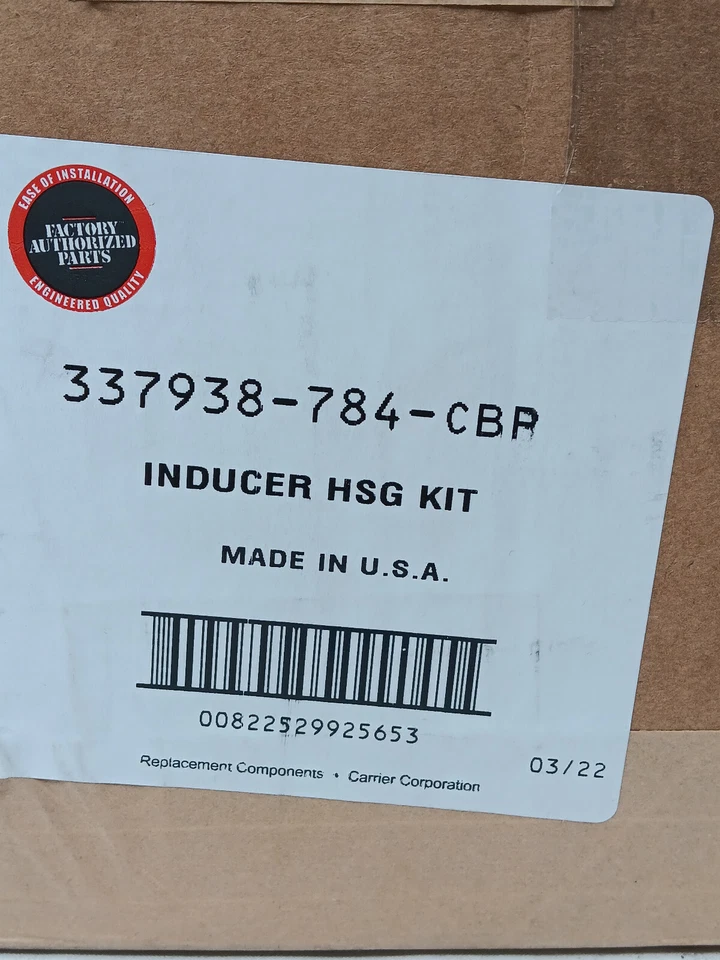 EASE OF INSTALLATION
FACTORY
AUTHORIZED
PARTS
ENGINEERED QUALITY
337938-784-CBP
INDUCER HSG KIT
MADE IN U.S.A.
00822529925653
Replacement Components • Carrier Corporation
03/22